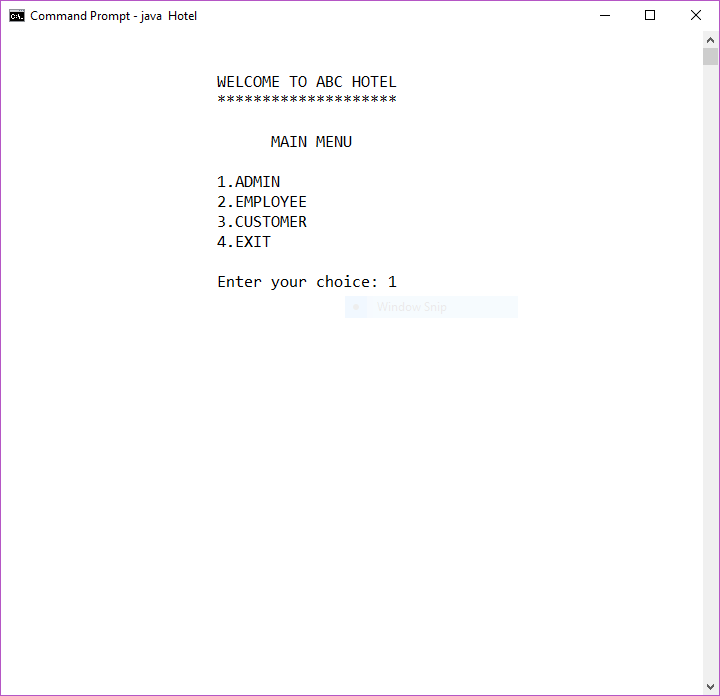 Command Prompt - java  Hotel
WELCOME TO ABC HOTEL
********************
MAIN MENU
1.ADMIN
2.EMPLOYEE
3.CUSTOMER
4.EXIT
Enter your choice: 1
Window Snip